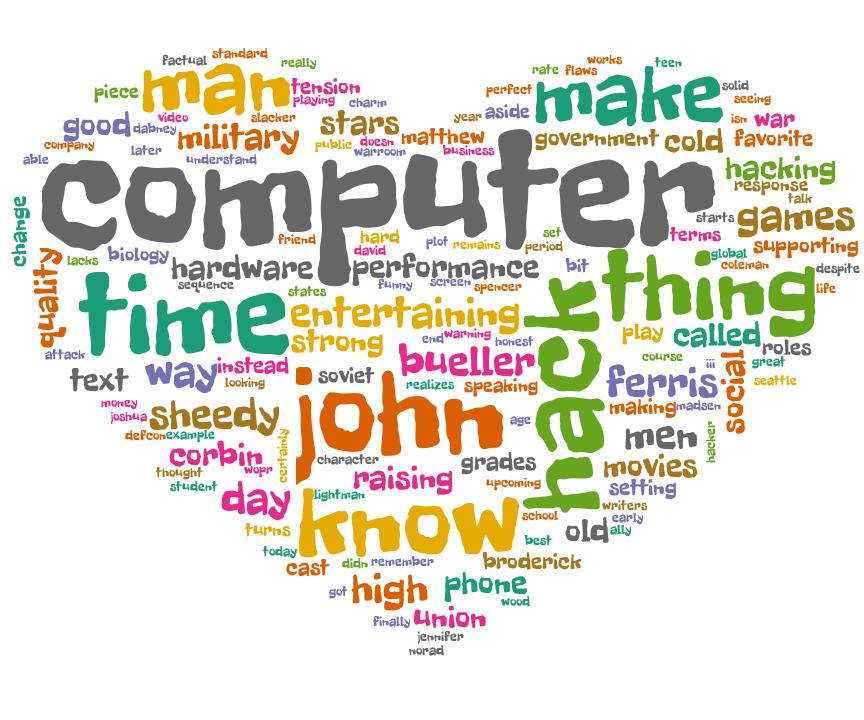 factual
standard
really
works
teen
rate
flaws
piece
man
tension
perfect
make
solid
playing
charm
seeing
video
slacker
year
aside
isn
war
good
dabney
military
stars
matthew
government
cold
favorite
company
public
doesn
later
warroom
business
able
understand
computer
hacking
response
talk
change
starts
games
friend
hard
set
terms
david
plot
remains
period
supporting
lacks
biology
global
quality
hardware
performance
bit
thing
coleman
despite
sequence
funny
screen
spencer
life
time
states
entertaining
hack
strong
end
warning
honest
play
called
attack
roles
way
instead
bueller
course
iii
great
text
looking
soviet
realizes
speaking
ferris
social
seattle
money
joshua
sheedy
john
age
making
madsen
defcon
example
certainly
men
hacker
corbin
wopr
character
grades
thought
movies
student
raising
upcoming
setting
day
lightman
know
writers
school
early
turns
old
ally
best
today
cast
didn
remember
broderick
got
high
phone
wood
finally
union
jennifer
norad